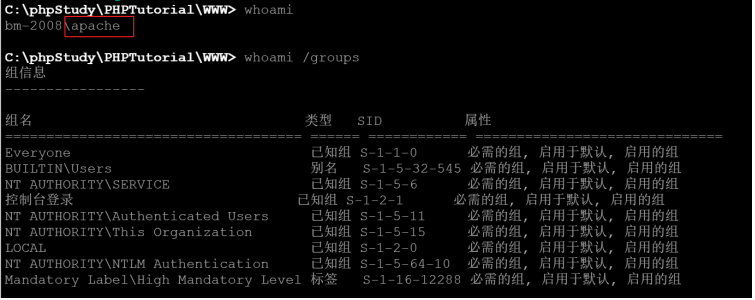 C:\phpStudy\PHPTutorial\WWW> whoami
bm-2008\apache
C:\phpStudy\PHPTutorial\WWW> whoami /groups
组信息
-----------------
组名 类型 SID 属性
==================================== ====== ============ ==============================
Everyone 已知组 S-1-1-0 必需的组, 启用于默认, 启用的组
BUILTIN\Users 别名 S-1-5-32-545 必需的组, 启用于默认, 启用的组
NT AUTHORITY\SERVICE 已知组 S-1-5-6 必需的组, 启用于默认, 启用的组
控制台登录 已知组 S-1-2-1 必需的组, 启用于默认, 启用的组
NT AUTHORITY\Authenticated Users 已知组 S-1-5-11 必需的组, 启用于默认, 启用的组
NT AUTHORITY\This Organization 已知组 S-1-5-15 必需的组, 启用于默认, 启用的组
LOCAL 已知组 S-1-2-0 必需的组, 启用于默认, 启用的组
NT AUTHORITY\NTLM Authentication 已知组 S-1-5-64-10 必需的组, 启用于默认, 启用的组
Mandatory Label\High Mandatory Level 标签 S-1-16-12288 必需的组, 启用于默认, 启用的组